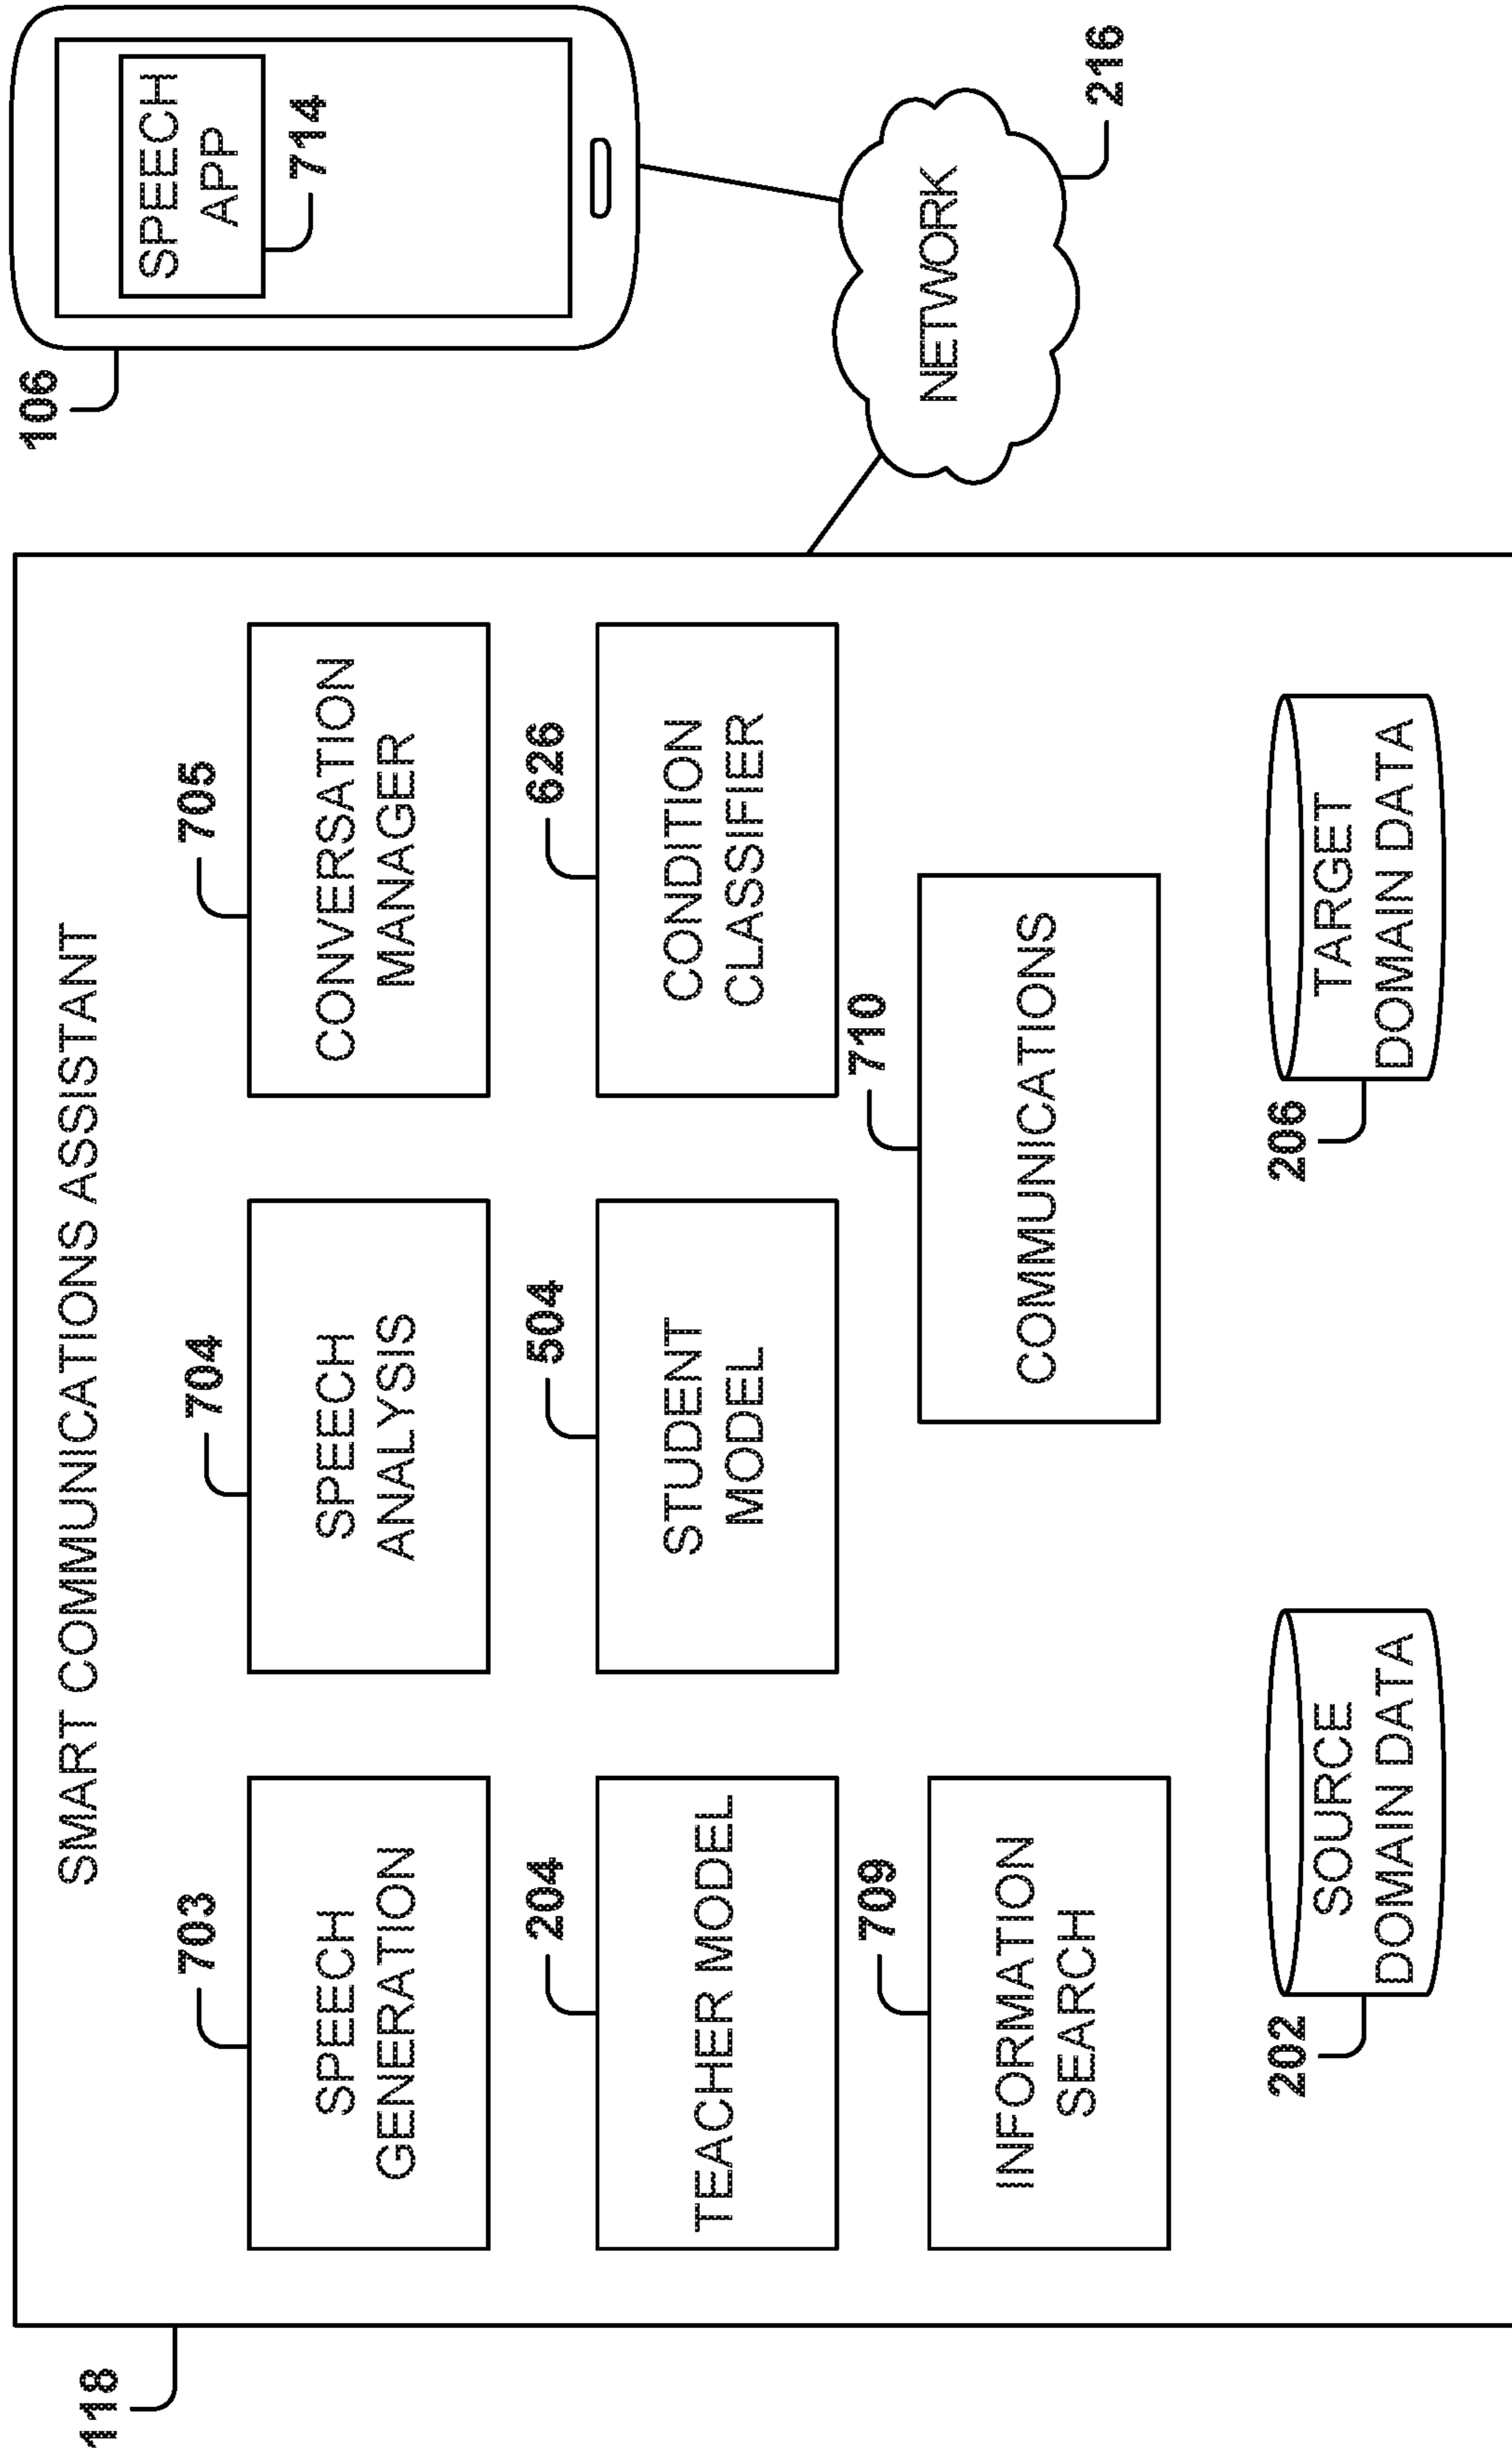 118
SMART COMMUNICATIONS ASSISTANT
703
SPEECH
GENERATION
704
SPEECH
ANALYSIS
705
CONVERSATION
MANAGER
204
TEACHER MODEL
504
STUDENT
MODEL
626
CONDITION
CLASSIFIER
709
INFORMATION
SEARCH
710
COMMUNICATIONS
202
SOURCE
DOMAIN DATA
206
TARGET
DOMAIN DATA
106
SPEECH
APP
714
NETWORK
216